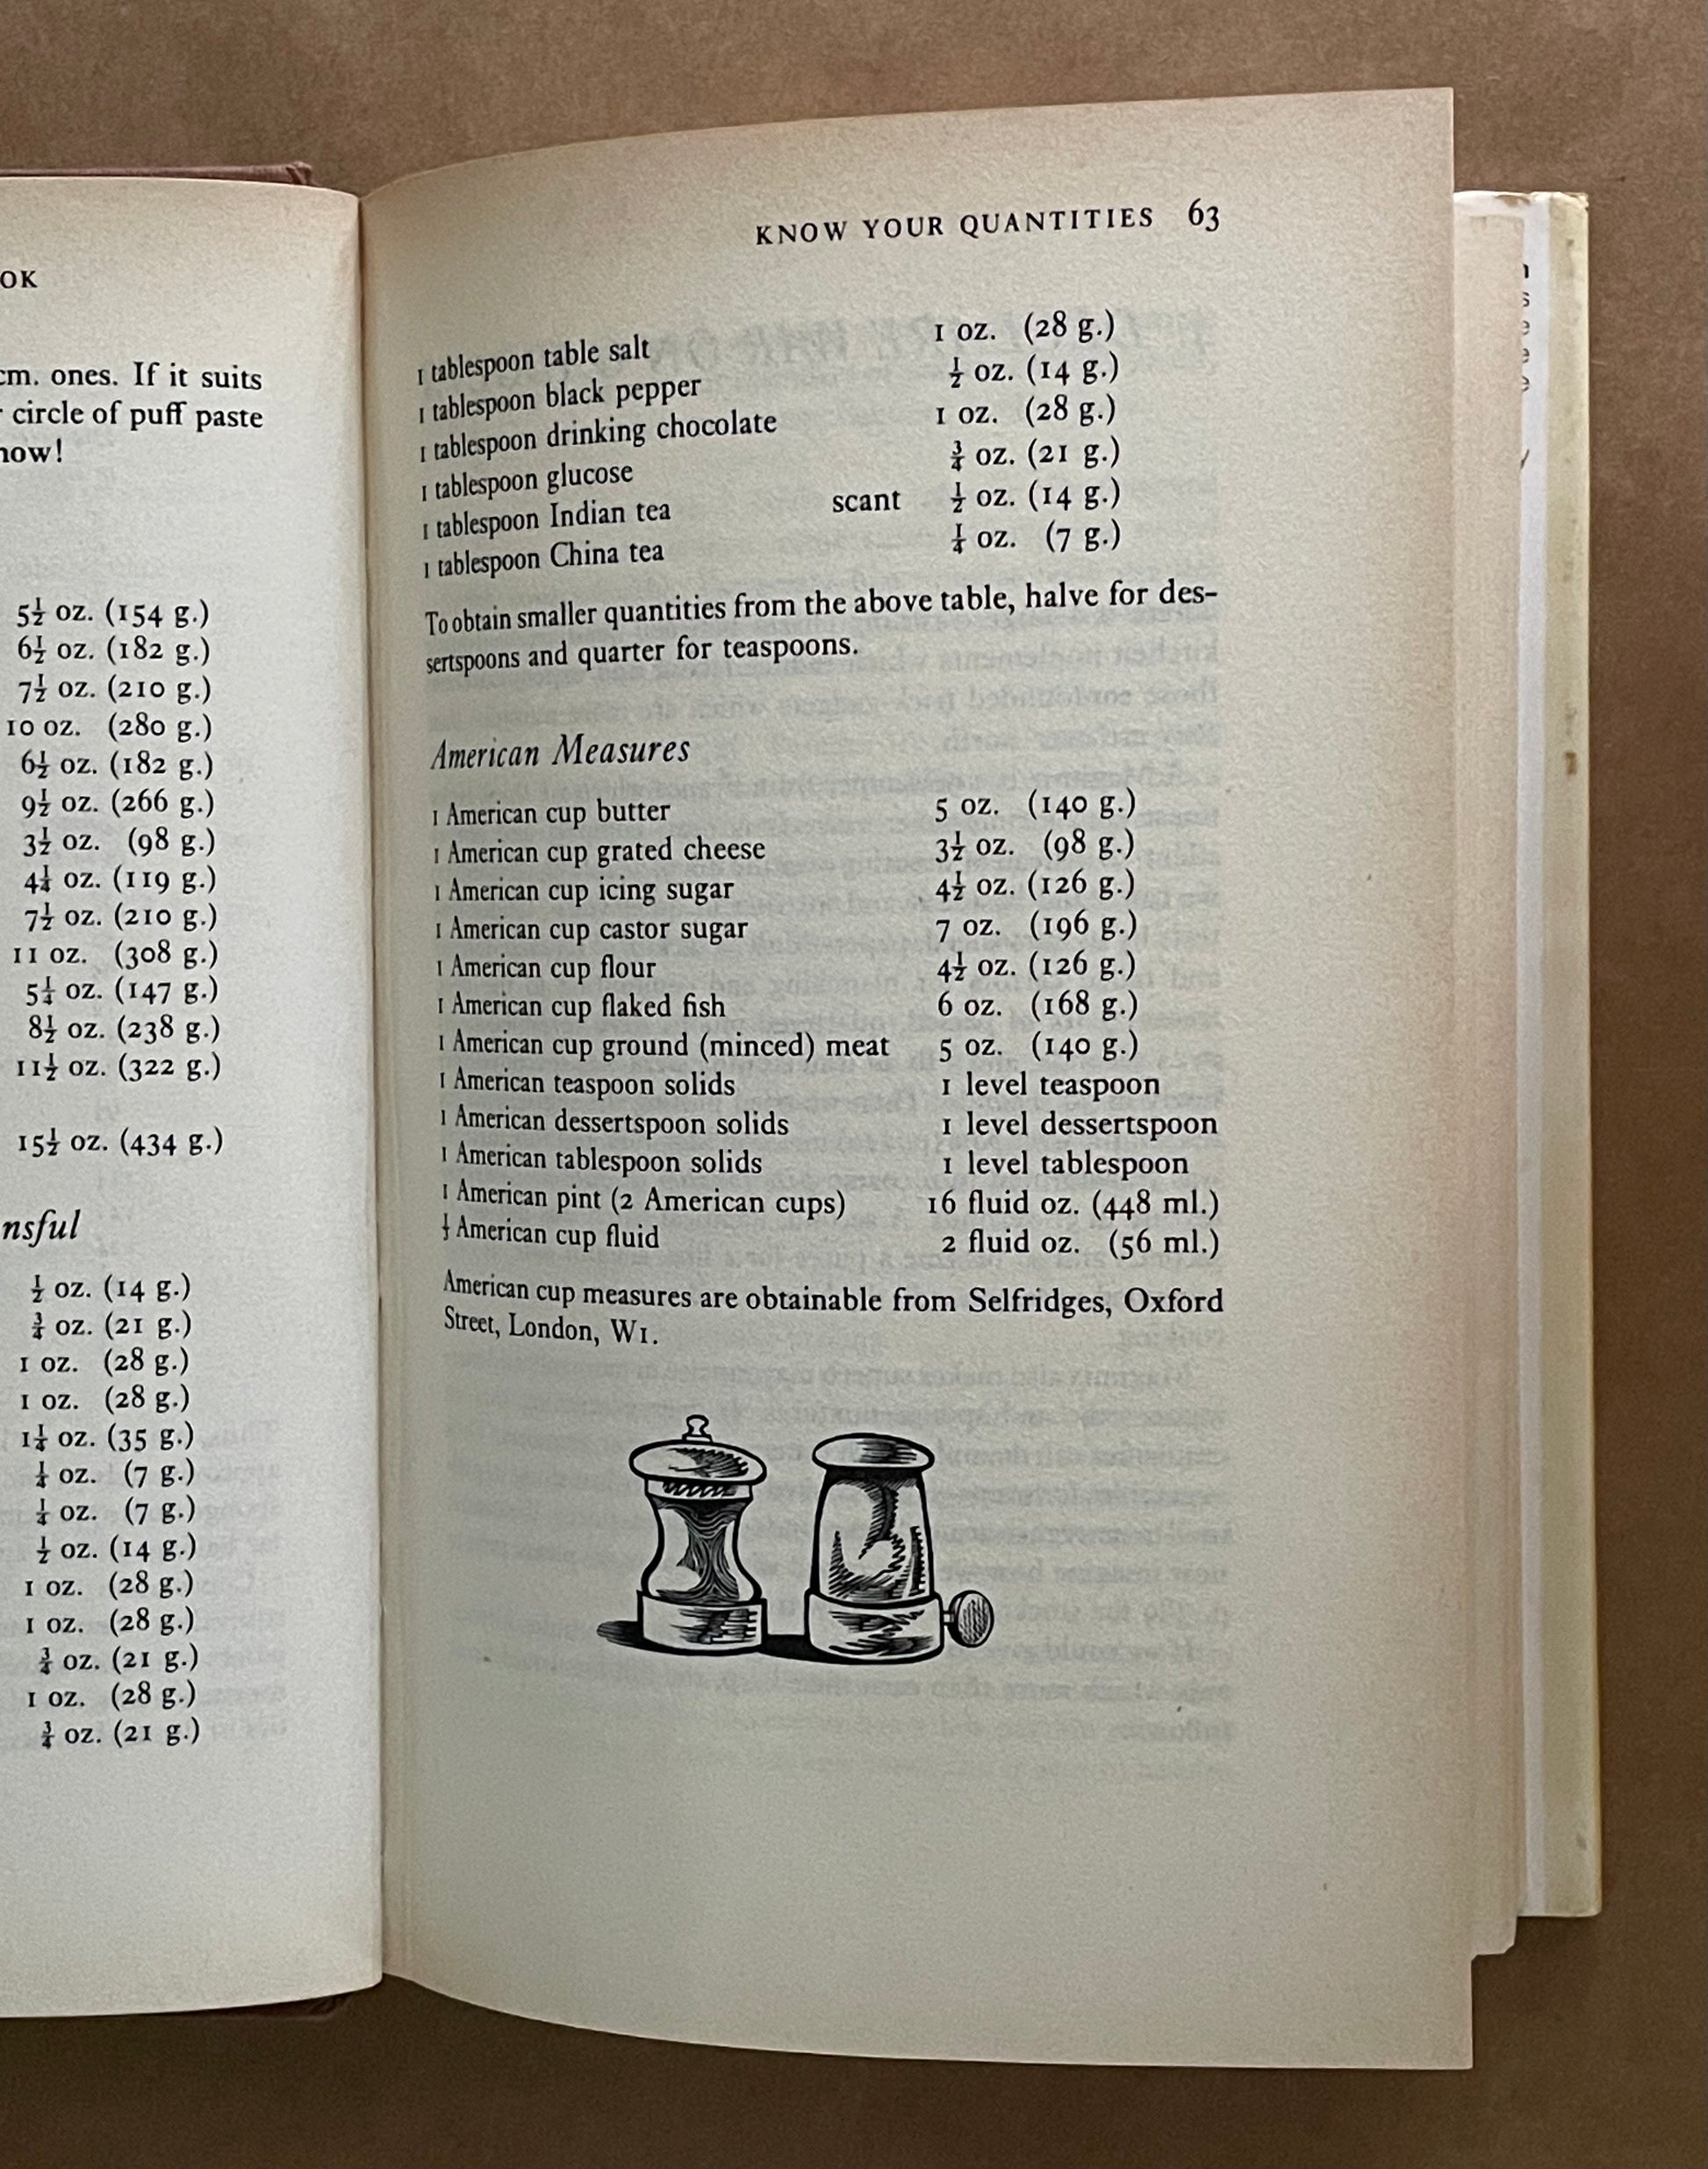 OK
cm. ones. If it suits
circle of puff paste
now!
5½ oz. (154 g.)
6½ oz. (182 g.)
7½ oz. (210 g.)
10 oz. (280 g.)
6½ oz. (182 g.)
9½ oz. (266 g.)
3½ oz. (98 g.)
4¼ oz. (119 g.)
7½ oz. (210 g.)
11 oz. (308 g.)
5¼ oz. (147 g.)
8½ oz. (238 g.)
11½ oz. (322 g.)
15½ oz. (434 g.)
nsful
½ oz. (14 g.)
¾ oz. (21 g.)
1 oz. (28 g.)
1 oz. (28 g.)
1¼ oz. (35 g.)
¼ oz. (7 g.)
¼ oz. (7 g.)
½ oz. (14 g.)
1 oz. (28 g.)
1 oz. (28 g.)
¾ oz. (21 g.)
1 oz. (28 g.)
¾ oz. (21 g.)
KNOW YOUR QUANTITIES 63
1 tablespoon table salt 1 oz. (28 g.)
1 tablespoon black pepper ½ oz. (14 g.)
1 tablespoon drinking chocolate 1 oz. (28 g.)
1 tablespoon glucose ¾ oz. (21 g.)
1 tablespoon Indian tea scant ½ oz. (14 g.)
1 tablespoon China tea ¼ oz. (7 g.)
To obtain smaller quantities from the above table, halve for des-
sertspoons and quarter for teaspoons.
American Measures
1 American cup butter 5 oz. (140 g.)
1 American cup grated cheese 3½ oz. (98 g.)
1 American cup icing sugar 4½ oz. (126 g.)
1 American cup castor sugar 7 oz. (196 g.)
1 American cup flour 4½ oz. (126 g.)
1 American cup flaked fish 6 oz. (168 g.)
1 American cup ground (minced) meat 5 oz. (140 g.)
1 American teaspoon solids 1 level teaspoon
1 American dessertspoon solids 1 level dessertspoon
1 American tablespoon solids 1 level tablespoon
1 American pint (2 American cups) 16 fluid oz. (448 ml.)
American cup fluid 2 fluid oz. (56 ml.)
American cup measures are obtainable from Selfridges, Oxford
Street, London, W1.